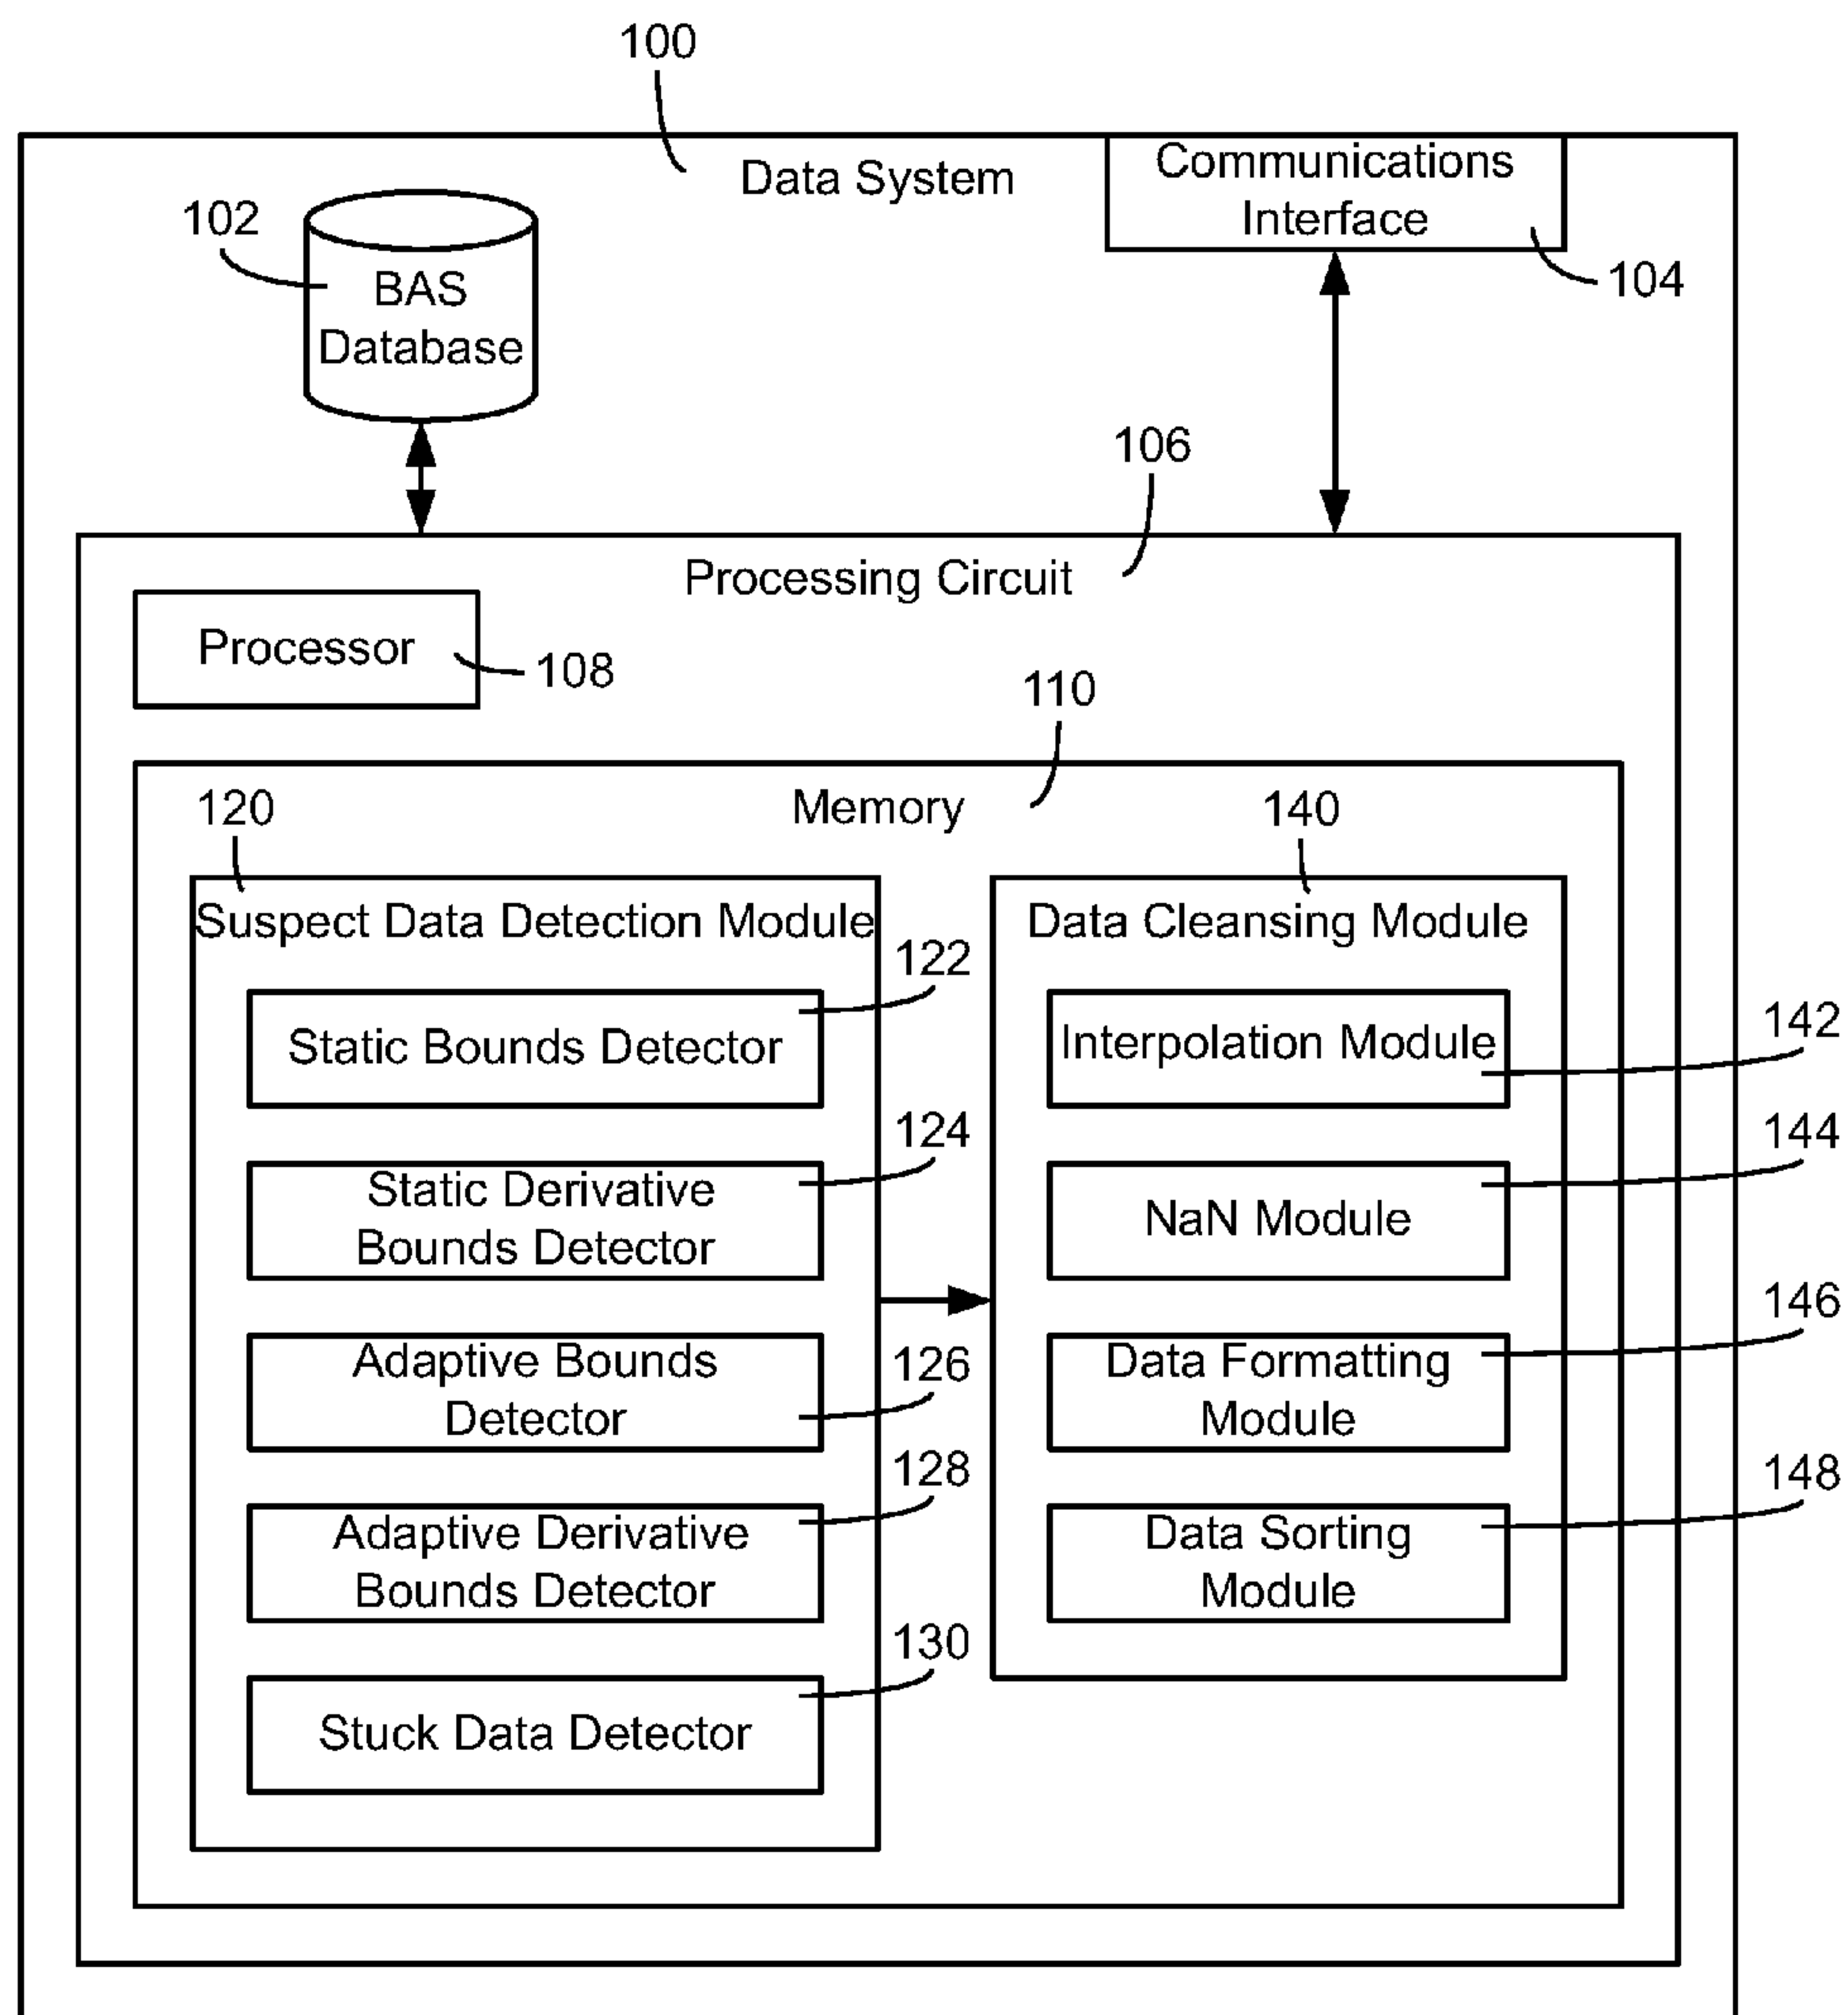 100
Data System
Communications
Interface
104
102
BAS
Database
106
Processing Circuit
Processor
108
110
Memory
120
140
Suspect Data Detection Module
122
Static Bounds Detector
124
Static Derivative
Bounds Detector
Adaptive Bounds
Detector
126
128
Adaptive Derivative
Bounds Detector
130
Stuck Data Detector
Data Cleansing Module
Interpolation Module
142
NaN Module
144
Data Formatting
Module
146
Data Sorting
Module
148